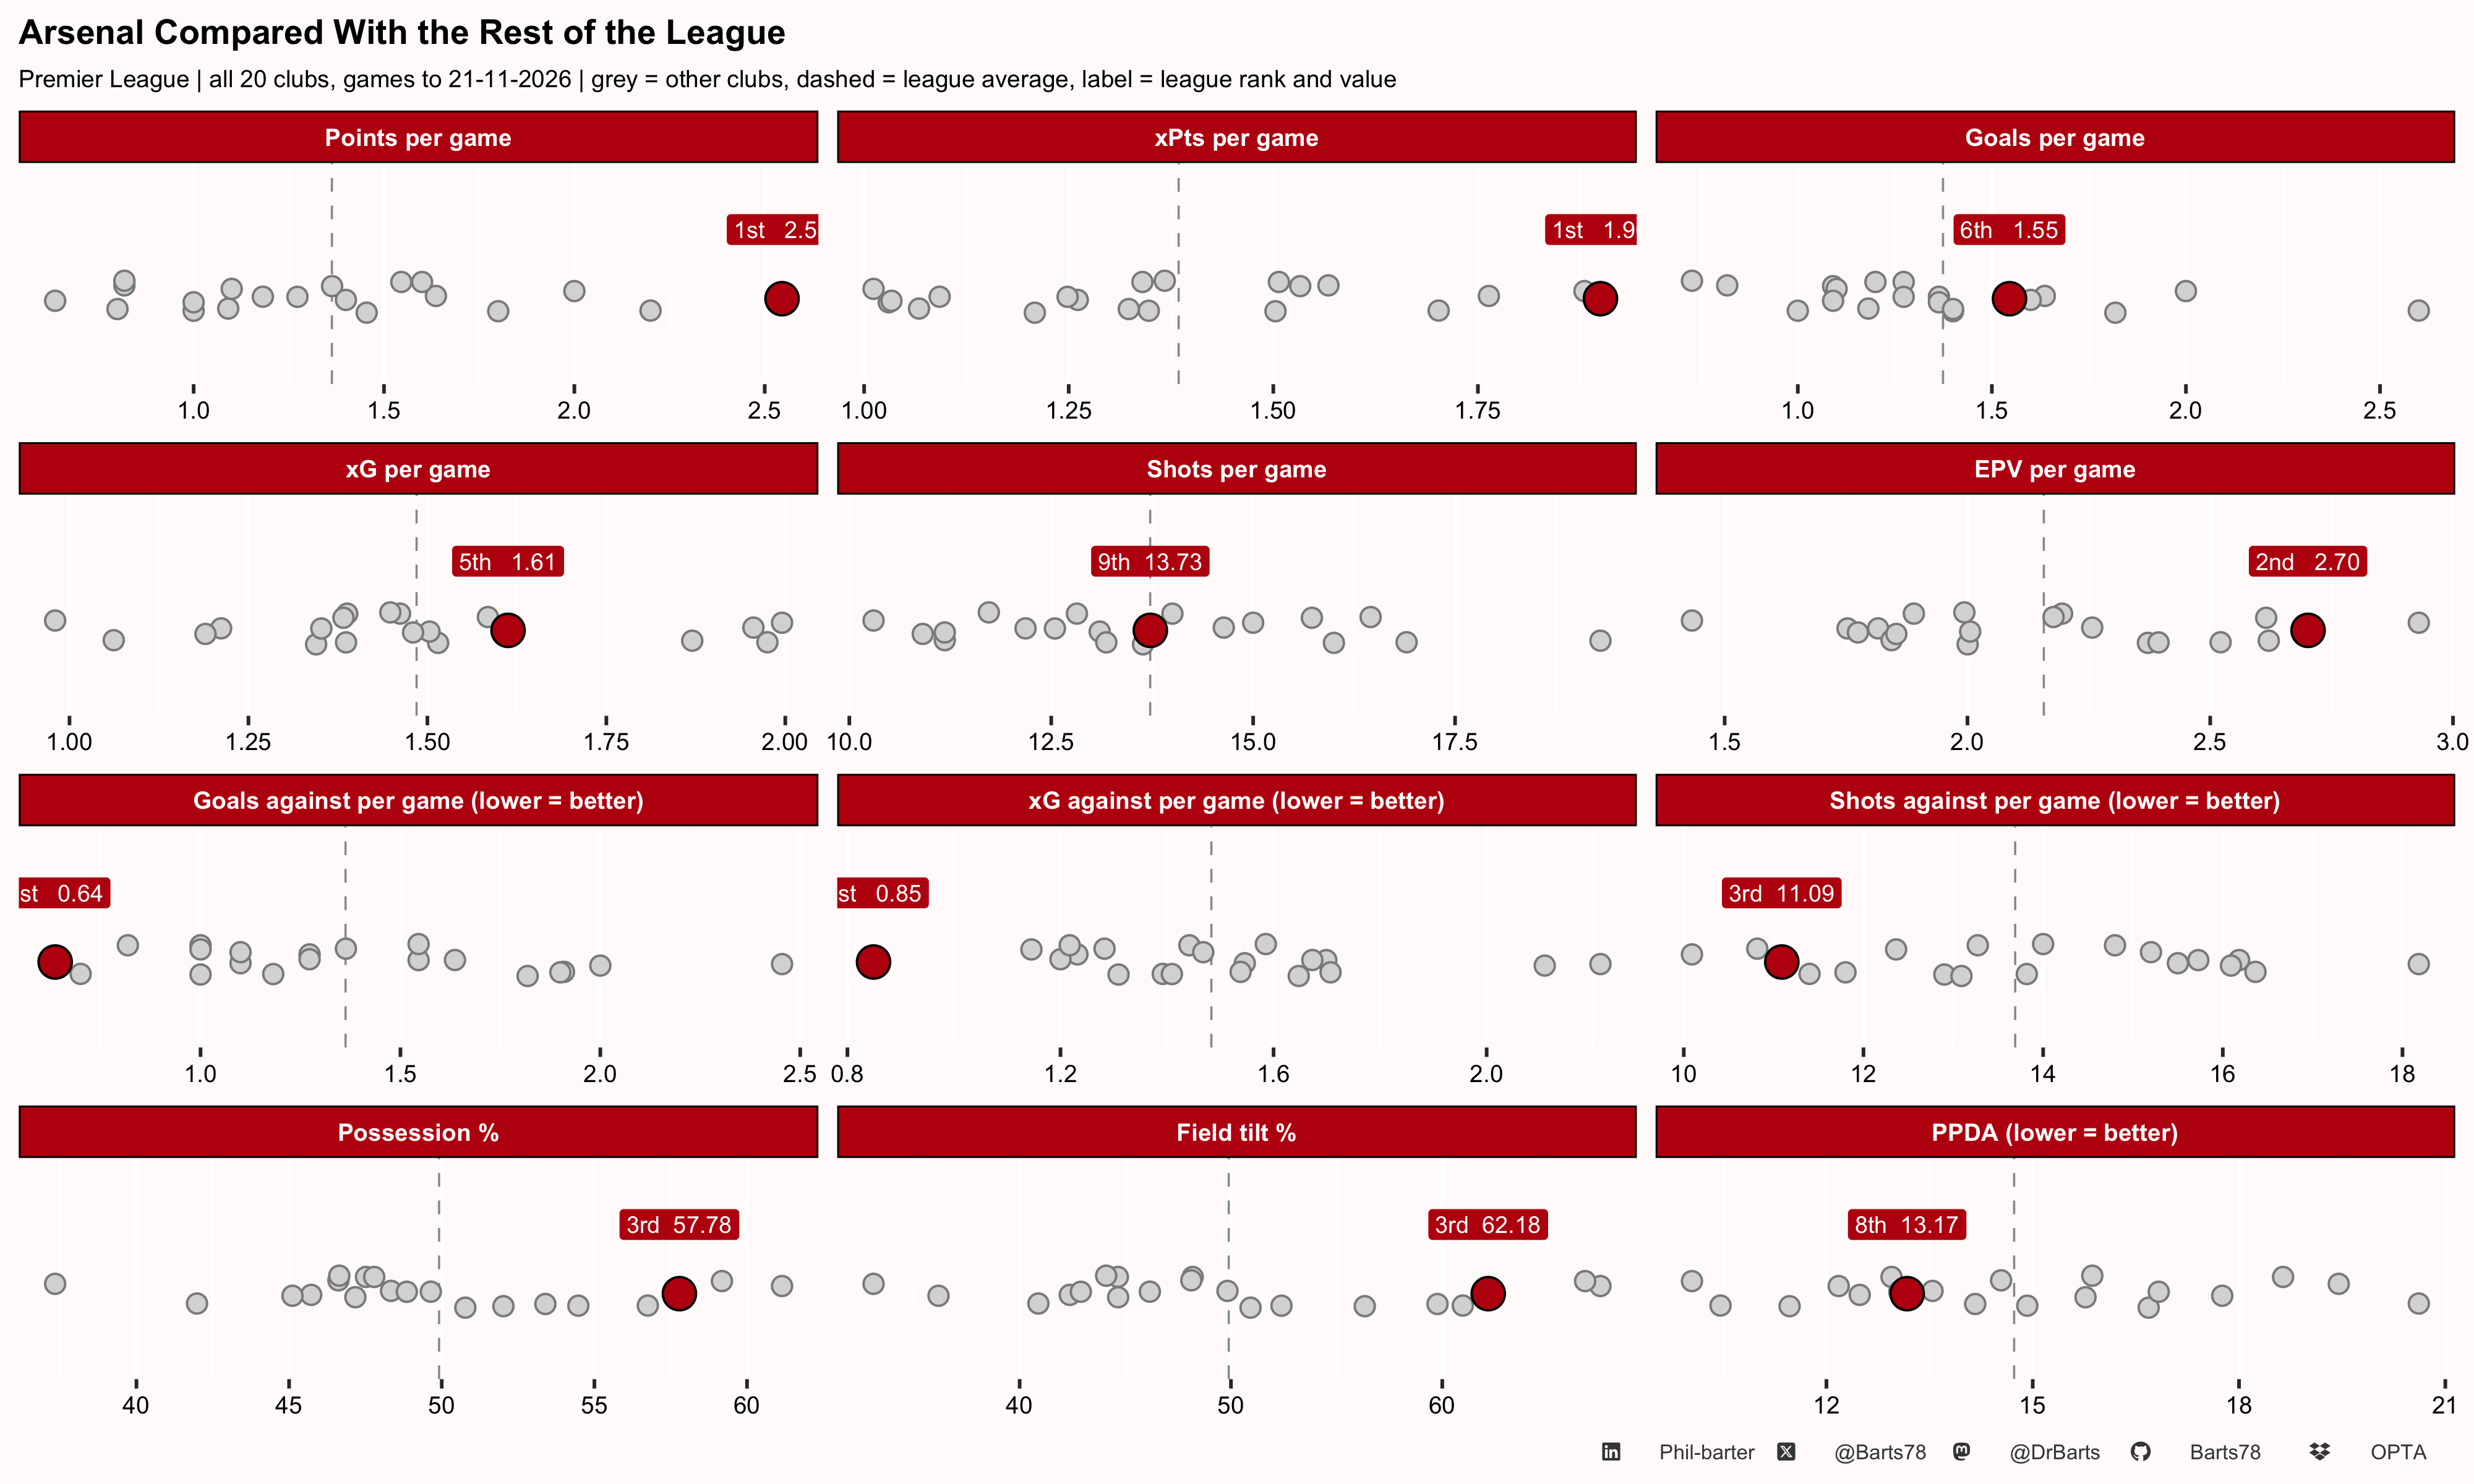 Arsenal Compared With the Rest of the League
Premier League | all 20 clubs, games to 21-11-2026 | grey = other clubs, dashed = league average, label = league rank and value
Points per game
xPts per game
Goals per game
1st 2.5
1st 1.9
6th 1.55
1.0 1.5 2.0 2.5
1.00 1.25 1.50 1.75
1.0 1.5 2.0 2.5
xG per game
Shots per game
EPV per game
5th 1.61
9th 13.73
2nd 2.70
1.00 1.25 1.50 1.75 2.00
10.0 12.5 15.0 17.5
1.5 2.0 2.5 3.0
Goals against per game (lower = better)
xG against per game (lower = better)
Shots against per game (lower = better)
st 0.64
st 0.85
3rd 11.09
1.0 1.5 2.0 2.5
0.8 1.2 1.6 2.0
10 12 14 16 18
Possession %
Field tilt %
PPDA (lower = better)
3rd 57.78
3rd 62.18
8th 13.17
40 45 50 55 60
40 50 60
12 15 18 21
Phil-barter @Barts78 @DrBarts Barts78 OPTA